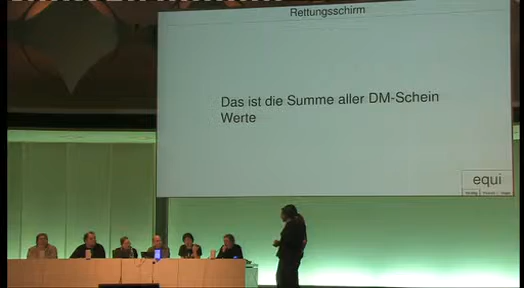 Rettungsschirm
Das ist die Summe aller DM-Schein
Werte
equi